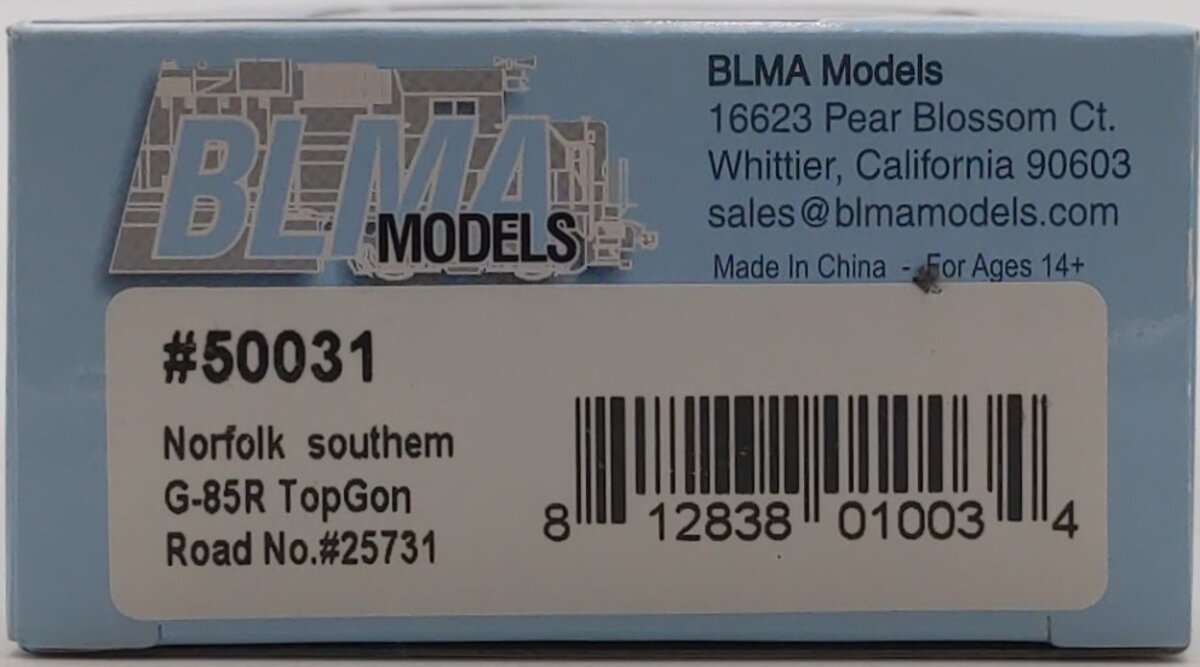 BLMA
MODELS
BLMA Models
16623 Pear Blossom Ct.
Whittier, California 90603
sales@blmamodels.com
Made In China - For Ages 14+
#50031
Norfolk southem
G-85R TopGon
Road No.#25731
8 12838 01003 4